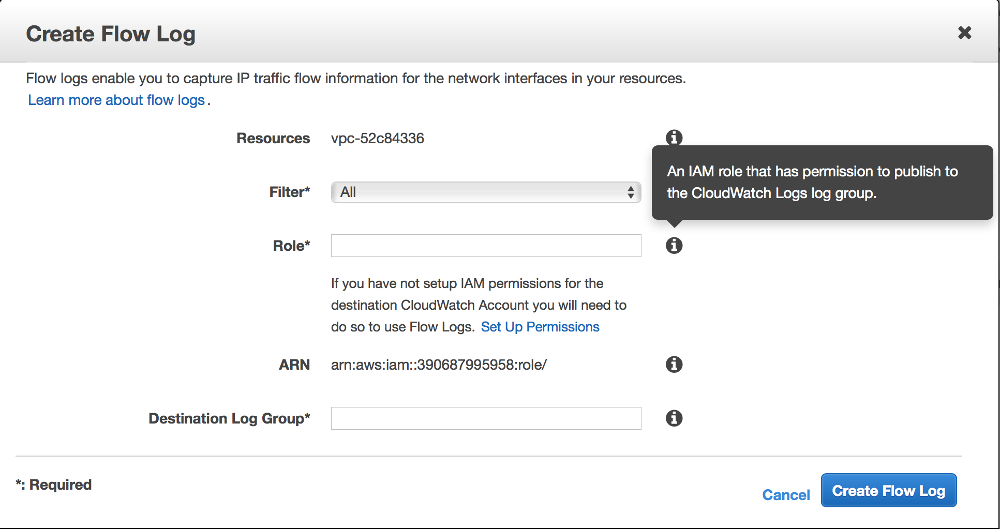 Create Flow Log
Flow logs enable you to capture IP traffic flow information for the network interfaces in your resources.
Learn more about flow logs.
Resources vpc-52c84336
An IAM role that has permission to publish to
the CloudWatch Logs log group.
Filter* All
Role*
If you have not setup IAM permissions for the
destination CloudWatch Account you will need to
do so to use Flow Logs. Set Up Permissions
ARN arn:aws:iam::390687995958:role/
Destination Log Group*
*: Required
Cancel Create Flow Log